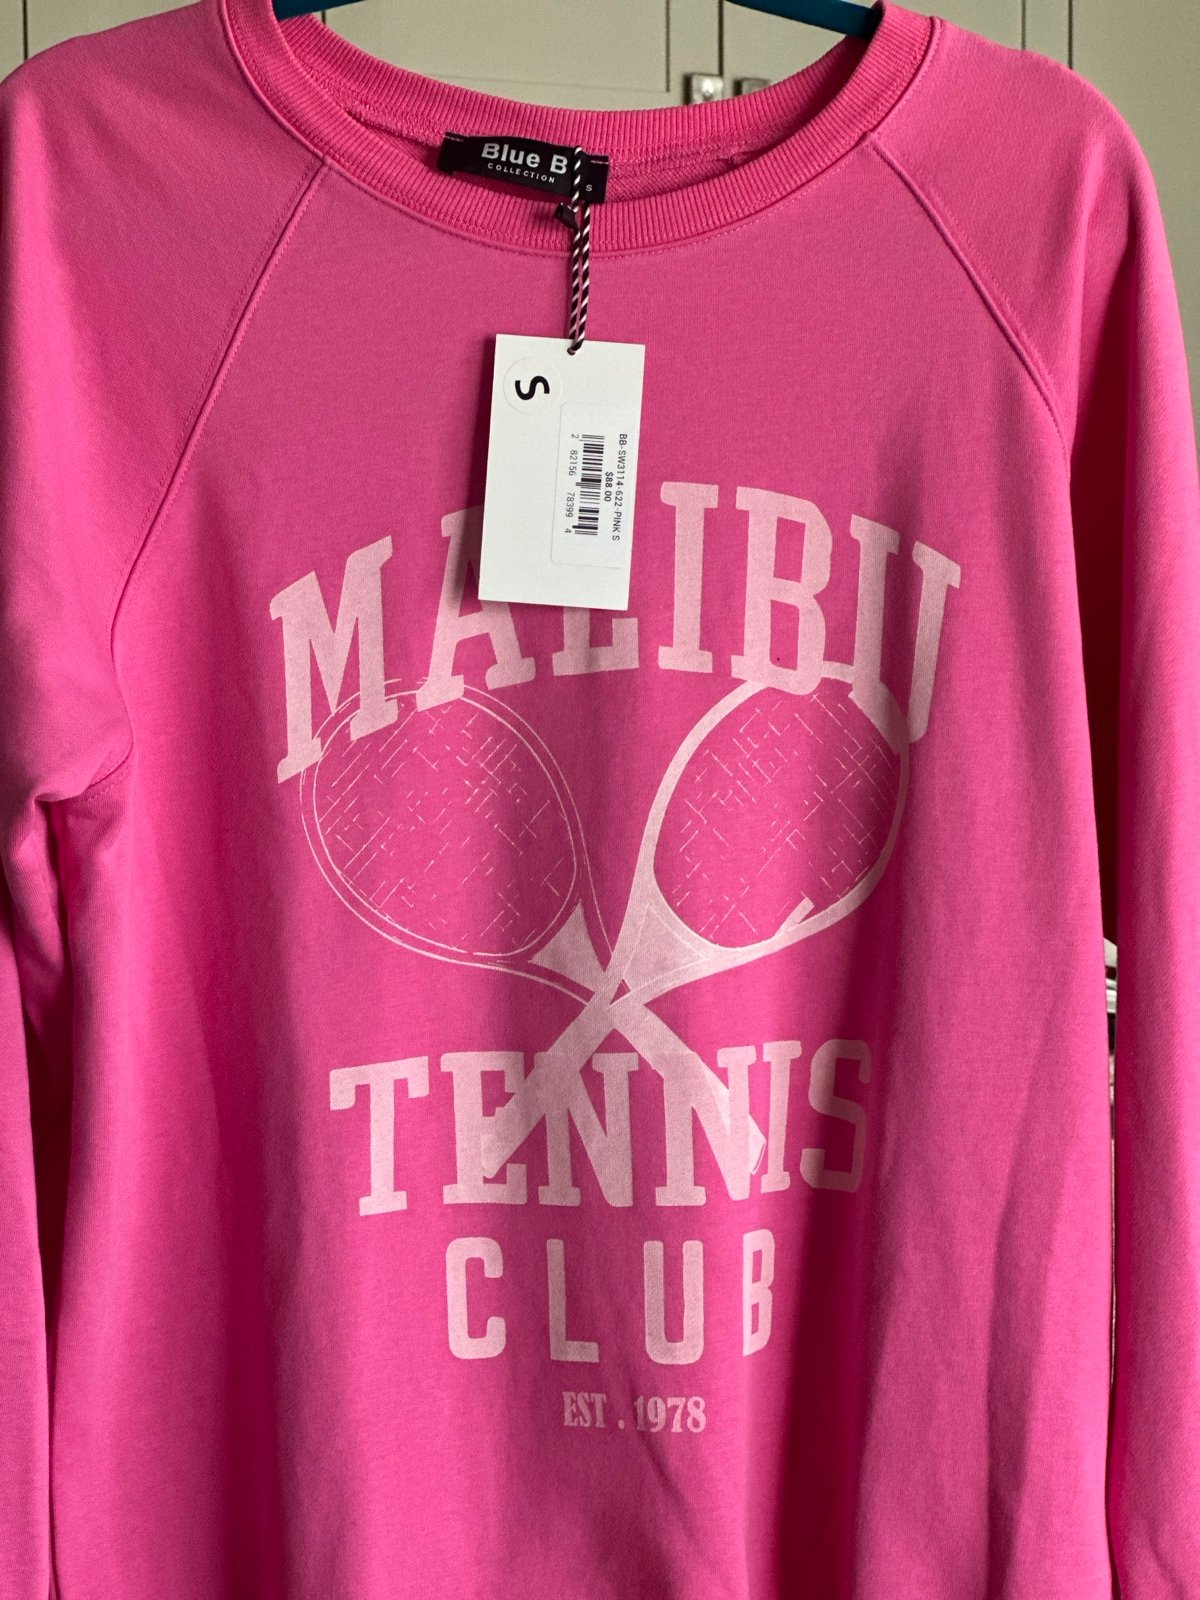 Blue B
COLLECTION
S
S
BB-SW3114-622-PINK S
$88.00
2 82156 78399 4
MALIBU
TENNIS
CLUB
EST . 1978